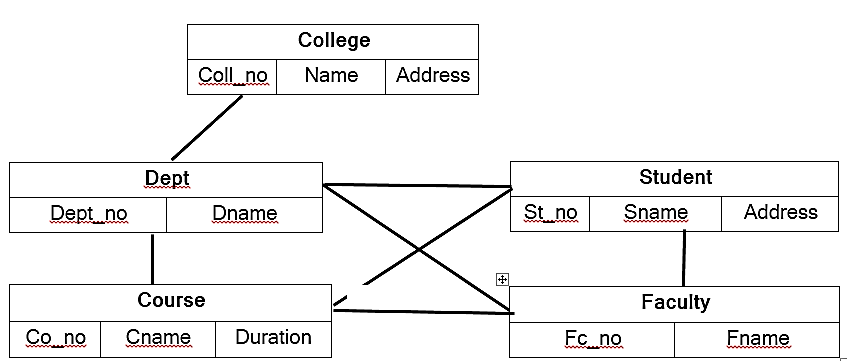 College
Coll_no Name Address
Dept
Dept_no Dname
Student
St_no Sname Address
Course
Co_no Cname Duration
Faculty
Fc_no Fname